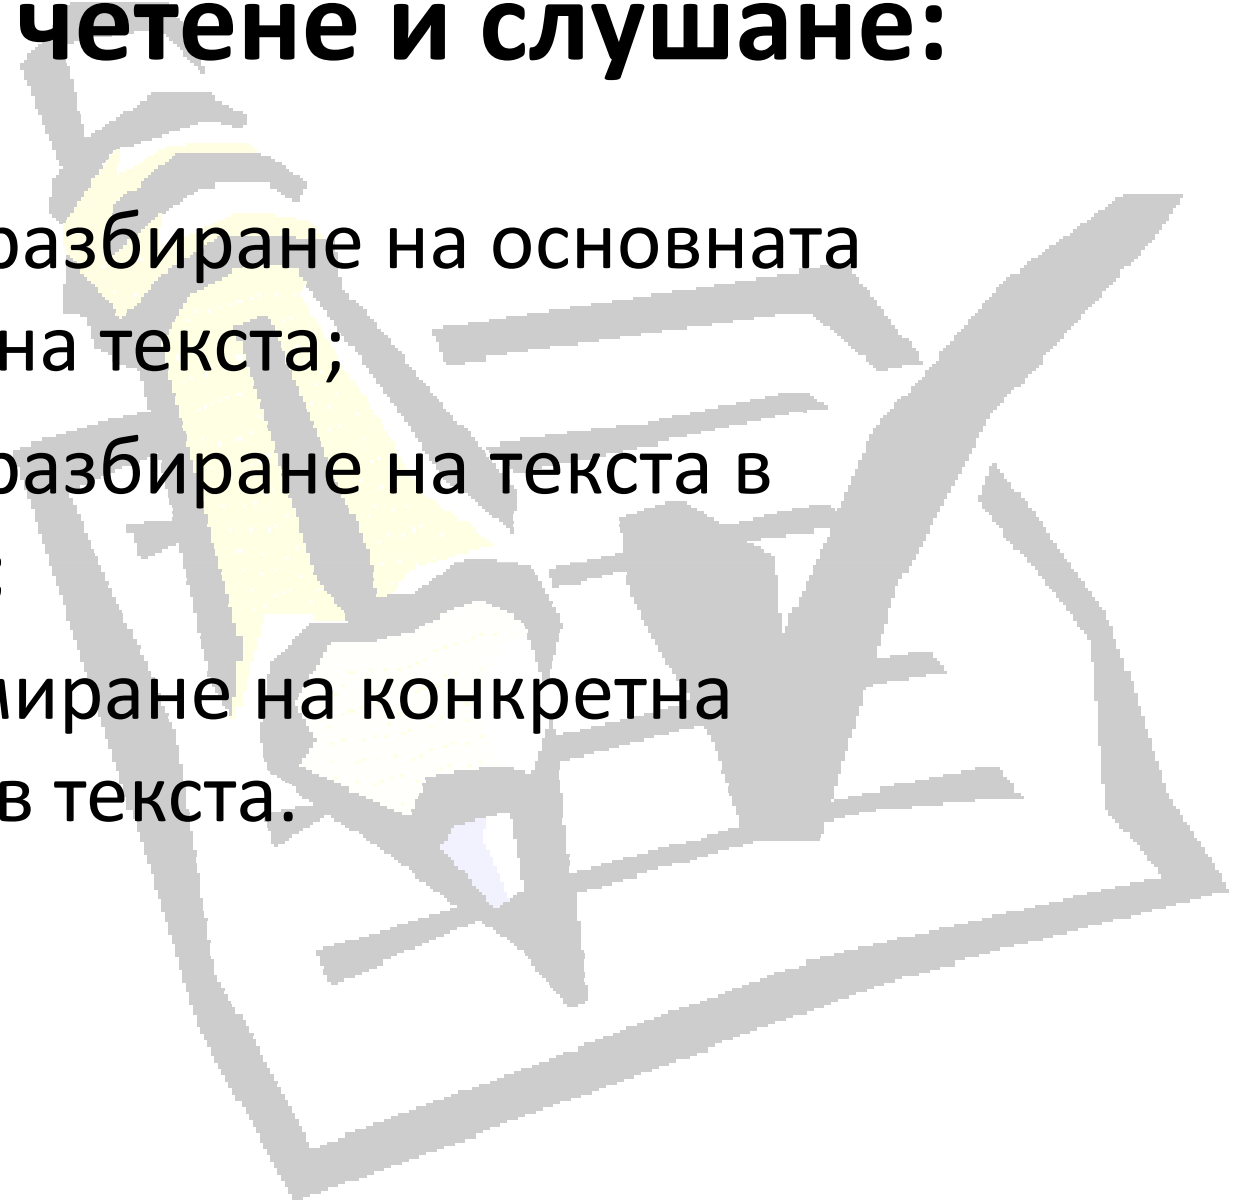 четене и слушане:
разбиране на основната
на текста;
разбиране на текста в
;
миране на конкретна
в текста.